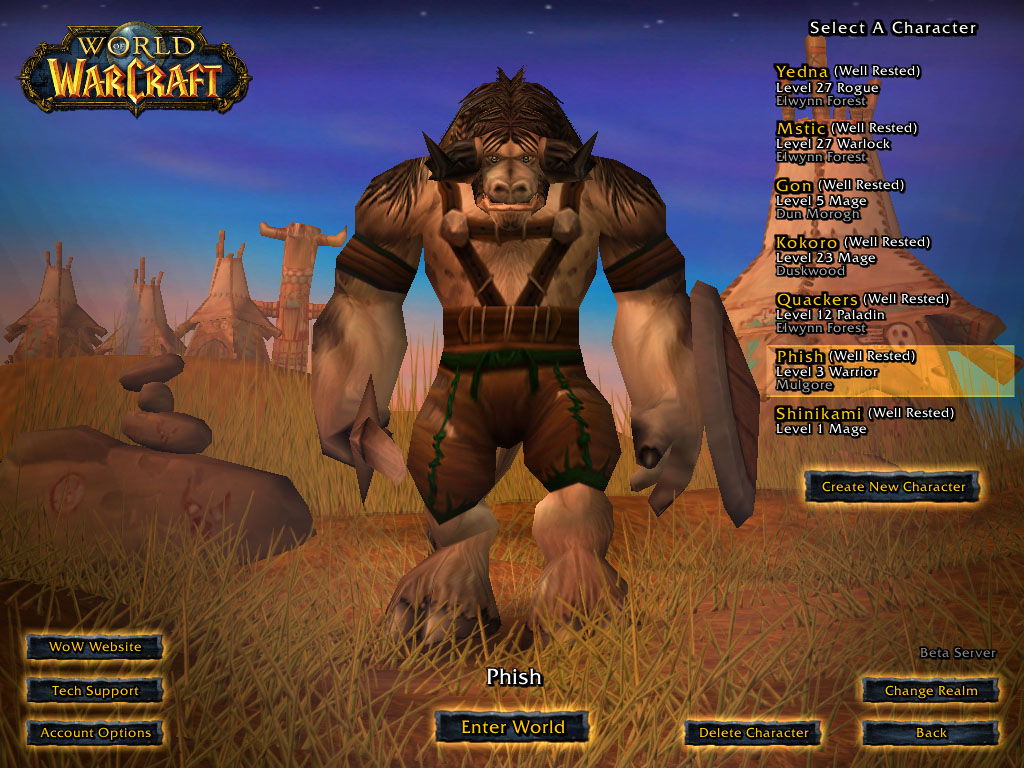 WORLD OF WARCRAFT
Select A Character
Yedna (Well Rested)
Level 27 Rogue
Elwynn Forest
Mstic (Well Rested)
Level 27 Warlock
Elwynn Forest
Gon (Well Rested)
Level 5 Mage
Dun Morogh
Kokoro (Well Rested)
Level 23 Mage
Duskwood
Quackers (Well Rested)
Level 12 Paladin
Elwynn Forest
Phish (Well Rested)
Level 3 Warrior
Mulgore
Shinikami (Well Rested)
Level 1 Mage
Create New Character
WoW Website
Tech Support
Account Options
Phish
Enter World
Delete Character
Beta Server
Change Realm
Back